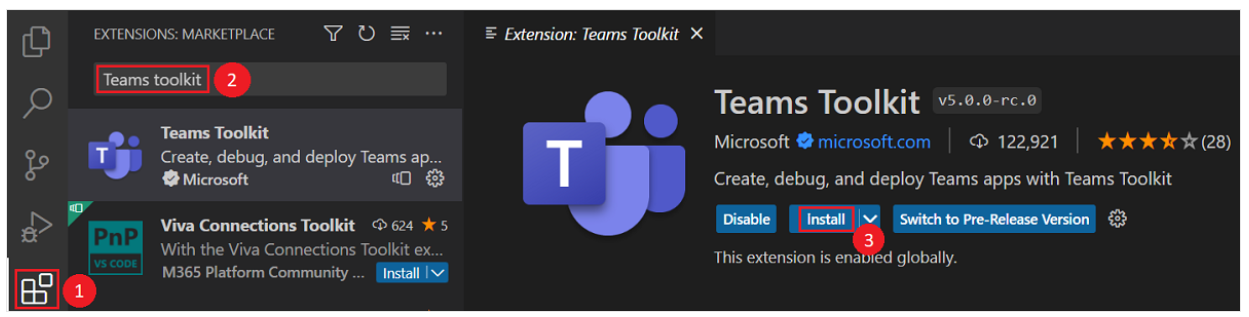 EXTENSIONS: MARKETPLACE
Teams toolkit
2
Teams Toolkit
Create, debug, and deploy Teams ap...
Microsoft
Viva Connections Toolkit 624 ★ 5
With the Viva Connections Toolkit ex...
M365 Platform Community ... Install
PnP
VS CODE
1
Extension: Teams Toolkit
T
T
Teams Toolkit v5.0.0-rc.0
Microsoft microsoft.com | 122,921 | ★★★★☆ (28)
Create, debug, and deploy Teams apps with Teams Toolkit
Disable Install Switch to Pre-Release Version
3
This extension is enabled globally.